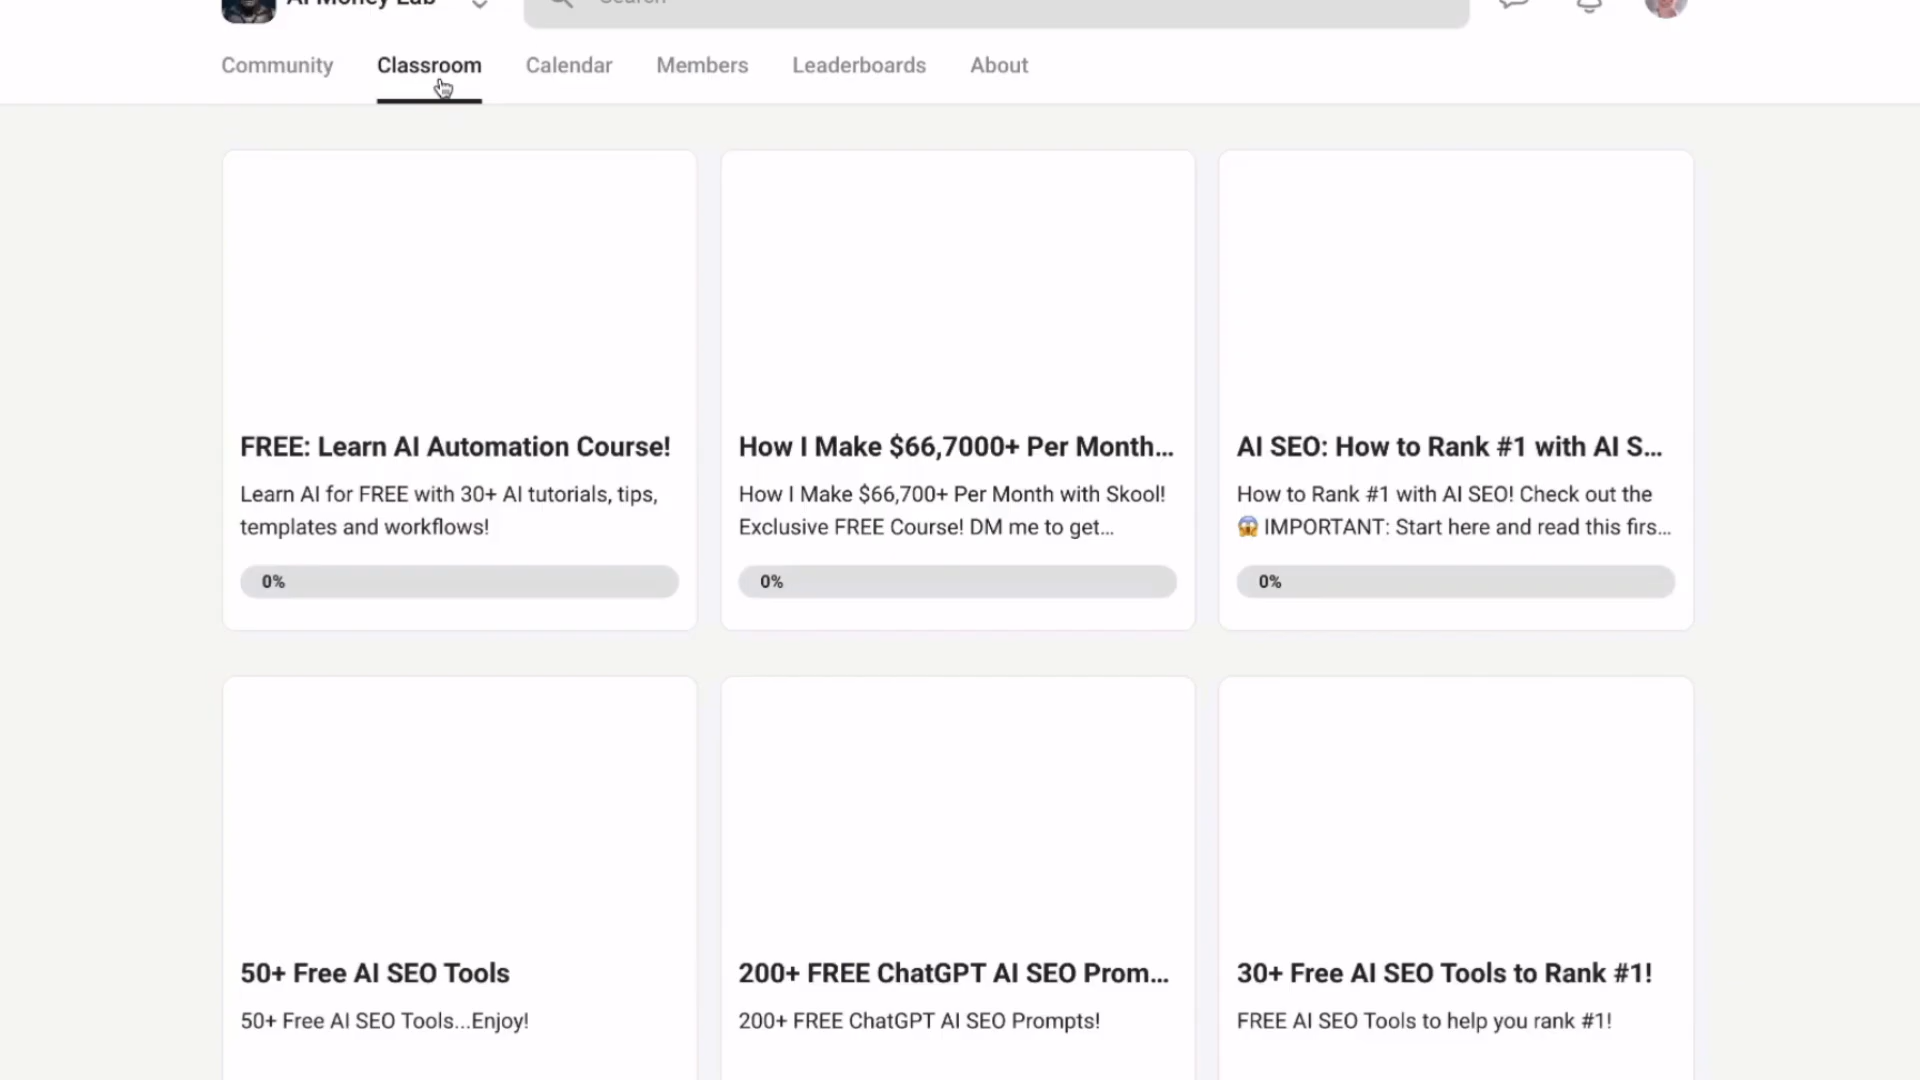 AI Money Lab
Search
Community Classroom Calendar Members Leaderboards About
FREE: Learn AI Automation Course!
Learn AI for FREE with 30+ AI tutorials, tips,
templates and workflows!
0%
How I Make $66,7000+ Per Month...
How I Make $66,700+ Per Month with Skool!
Exclusive FREE Course! DM me to get...
0%
AI SEO: How to Rank #1 with AI S...
How to Rank #1 with AI SEO! Check out the
😱 IMPORTANT: Start here and read this firs...
0%
50+ Free AI SEO Tools
50+ Free AI SEO Tools...Enjoy!
200+ FREE ChatGPT AI SEO Prom...
200+ FREE ChatGPT AI SEO Prompts!
30+ Free AI SEO Tools to Rank #1!
FREE AI SEO Tools to help you rank #1!